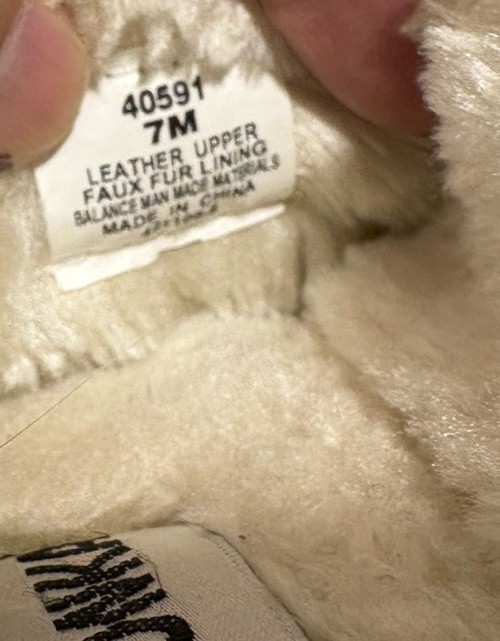 40591
7M
LEATHER UPPER
FAUX FUR LINING
BALANCE MAN MADE MATERIALS
MADE IN CHINA